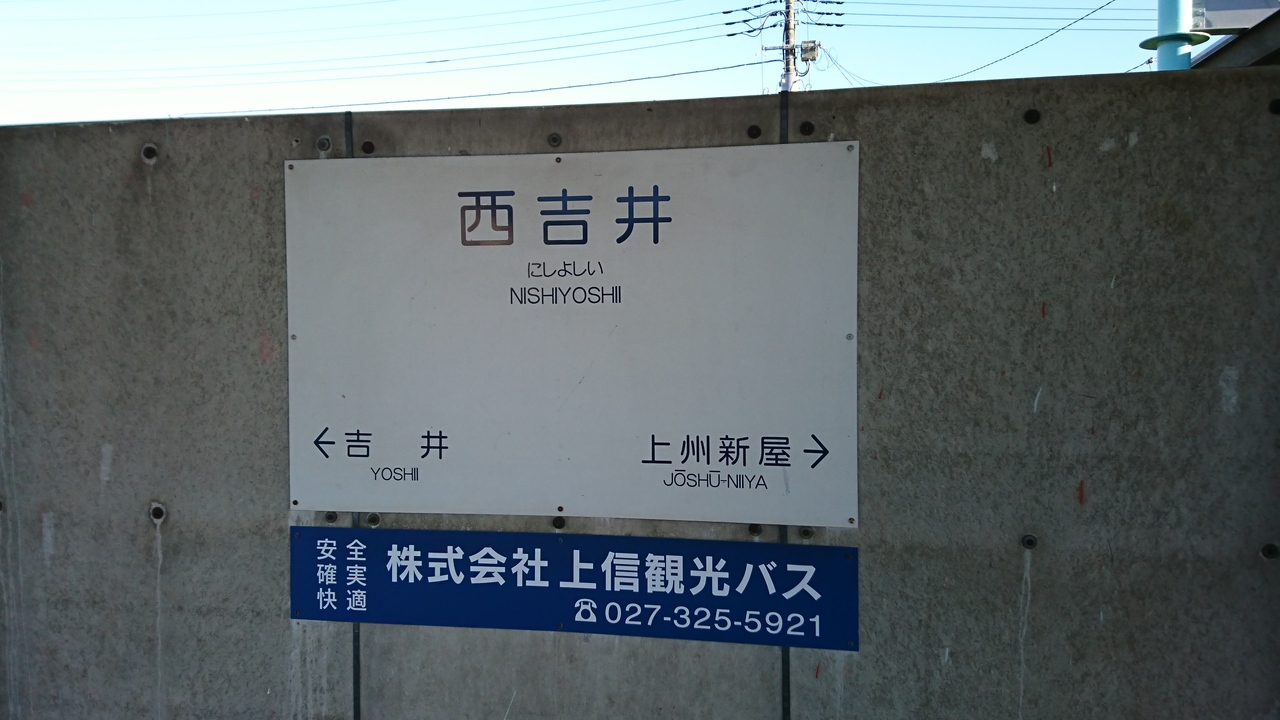 西吉井
にしよしい
NISHIYOSHII
←吉 井
YOSHII
上州新屋→
JŌSHŪ-NIIYA
安全
確実
快適
株式会社 上信観光バス
☎027-325-5921